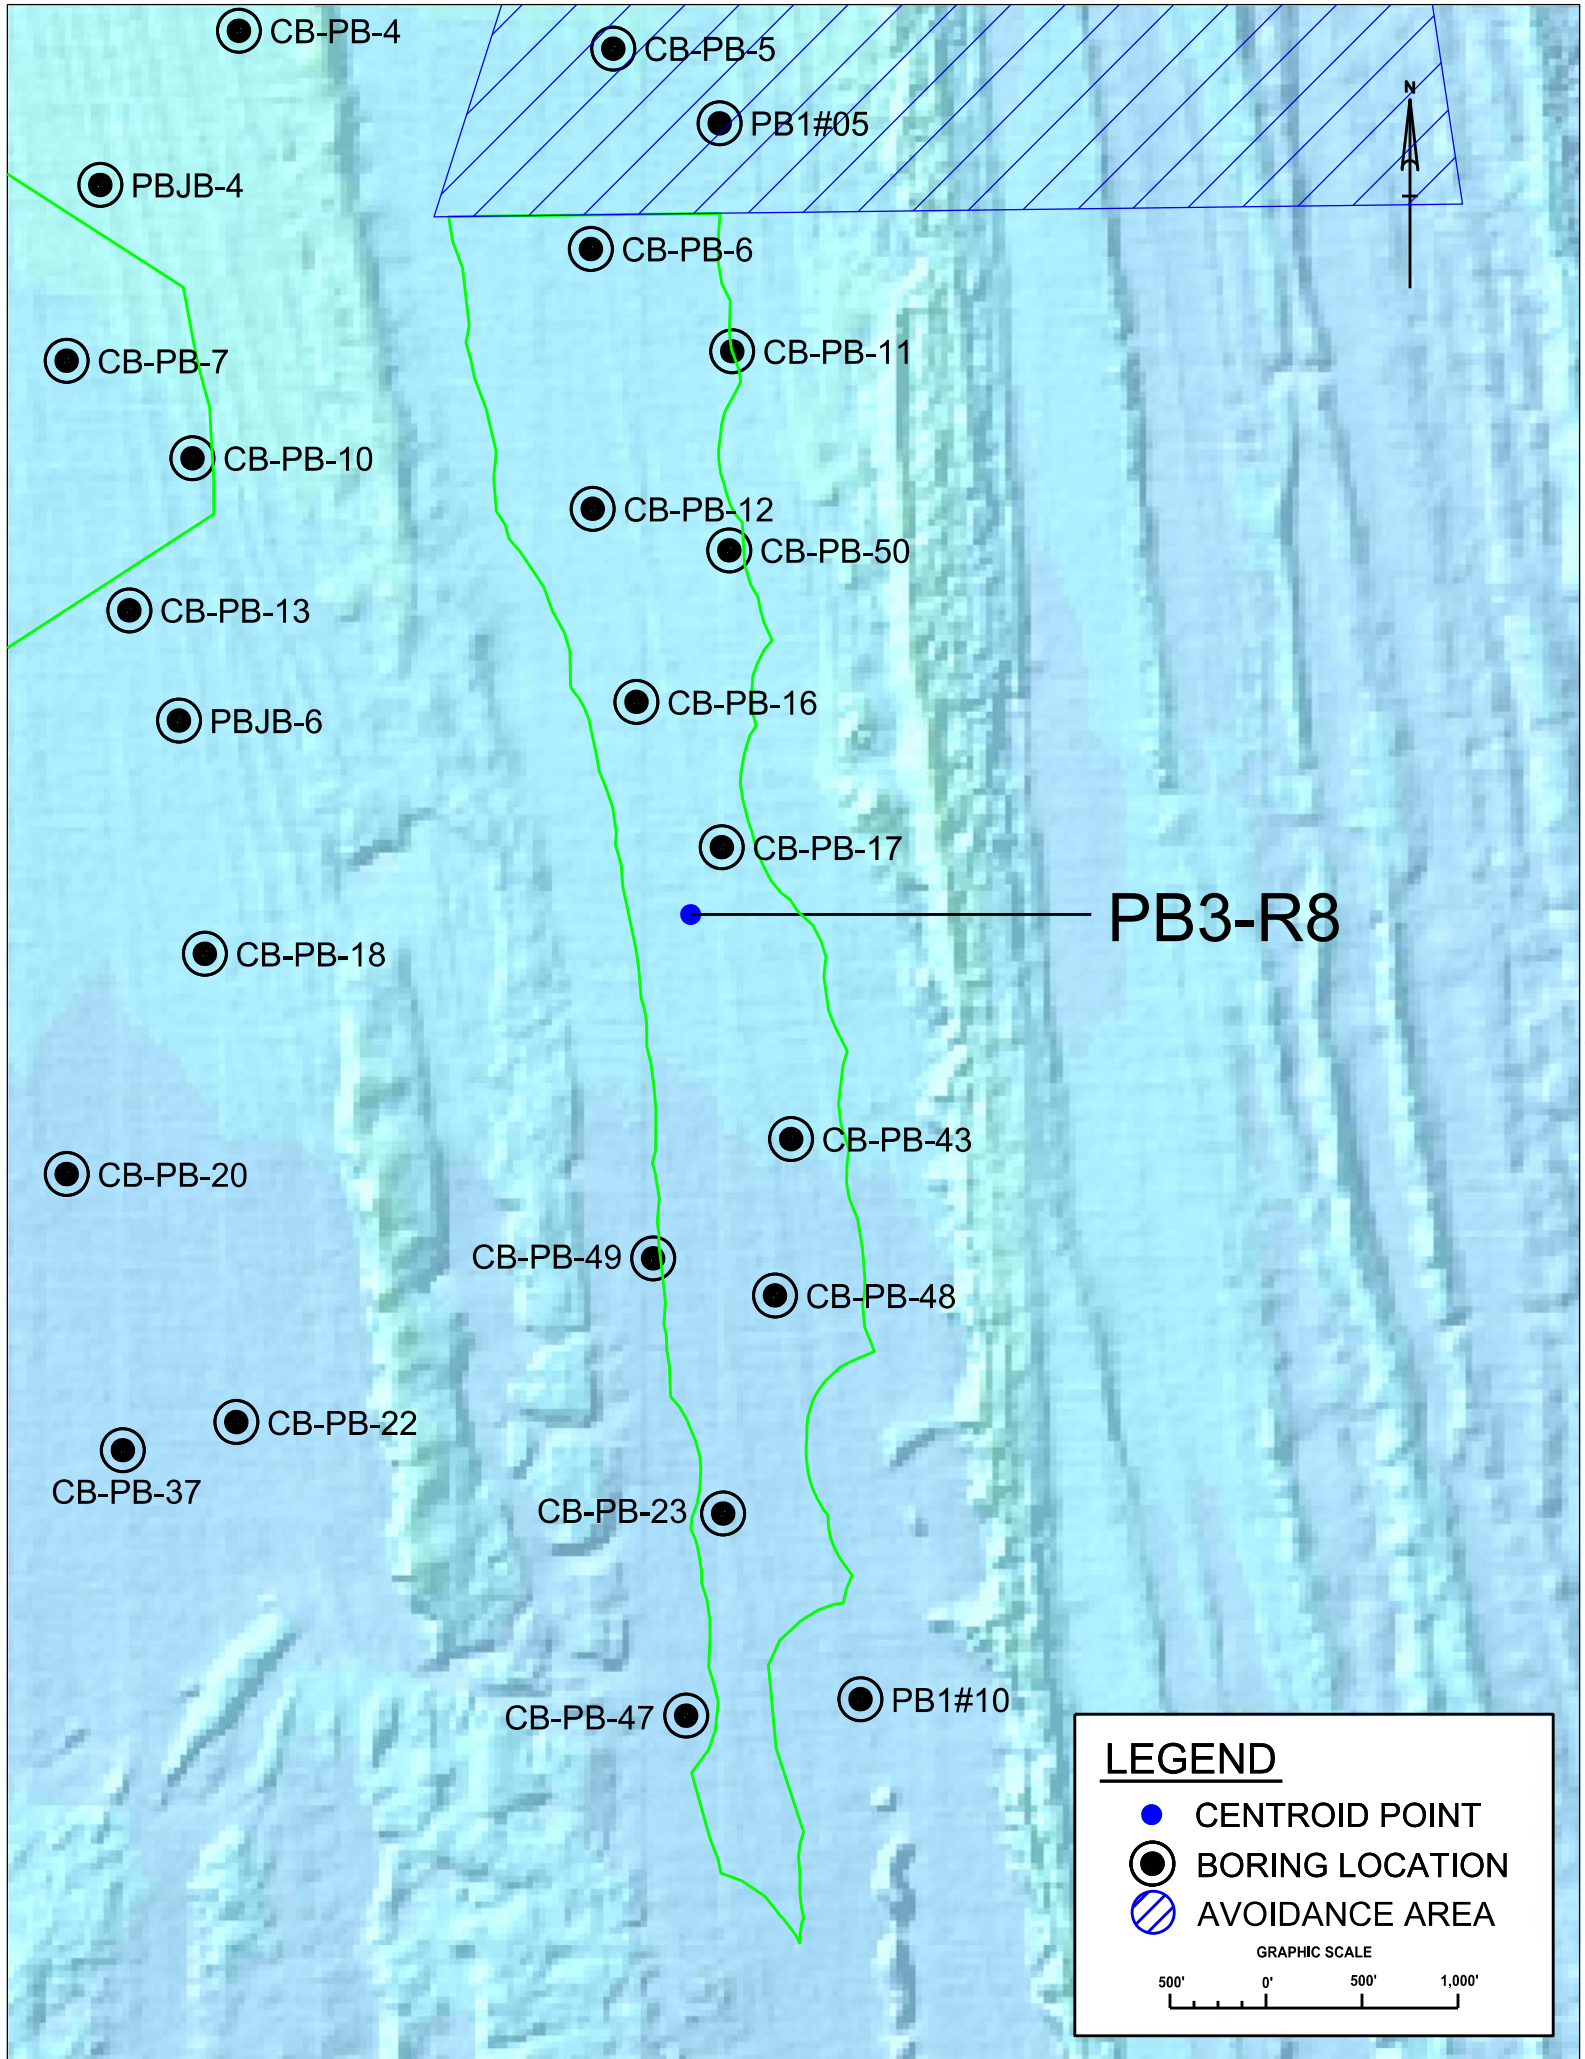 CB-PB-4
CB-PB-5
PB1#05
N
PBJB-4
CB-PB-6
CB-PB-11
CB-PB-7
CB-PB-10
CB-PB-12
CB-PB-50
CB-PB-13
CB-PB-16
PBJB-6
CB-PB-17
PB3-R8
CB-PB-18
CB-PB-43
CB-PB-20
CB-PB-49
CB-PB-48
CB-PB-22
CB-PB-37
CB-PB-23
CB-PB-47
PB1#10
LEGEND
CENTROID POINT
BORING LOCATION
AVOIDANCE AREA
GRAPHIC SCALE
500' 0' 500' 1,000'